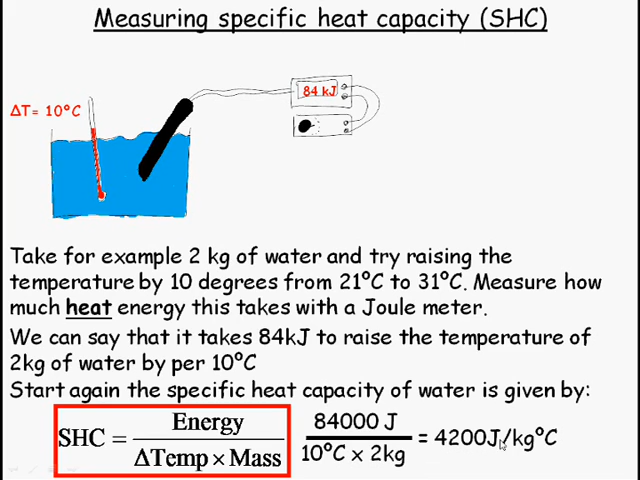 Measuring specific heat capacity (SHC)
84 kJ
ΔT= 10°C
Take for example 2 kg of water and try raising the
temperature by 10 degrees from 21°C to 31°C. Measure how
much heat energy this takes with a Joule meter.
We can say that it takes 84kJ to raise the temperature of
2kg of water by per 10°C
Start again the specific heat capacity of water is given by:
SHC = Energy / ΔTemp × Mass
84000 J / 10°C x 2kg = 4200J/kg°C